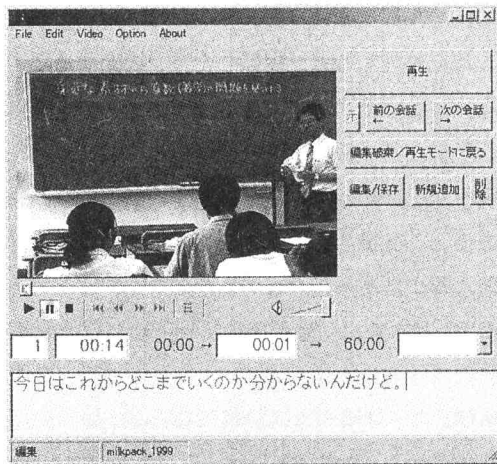 File Edit Video Option About
再生
前の会話
←
次の会話
→
編集破棄/再生モードに戻る
編集/保存 新規追加 削除
1 00:14 00:00 → 00:01 → 60:00
今日はこれからどこまでいくのか分からないんだけど。
編集 milkpack_1999